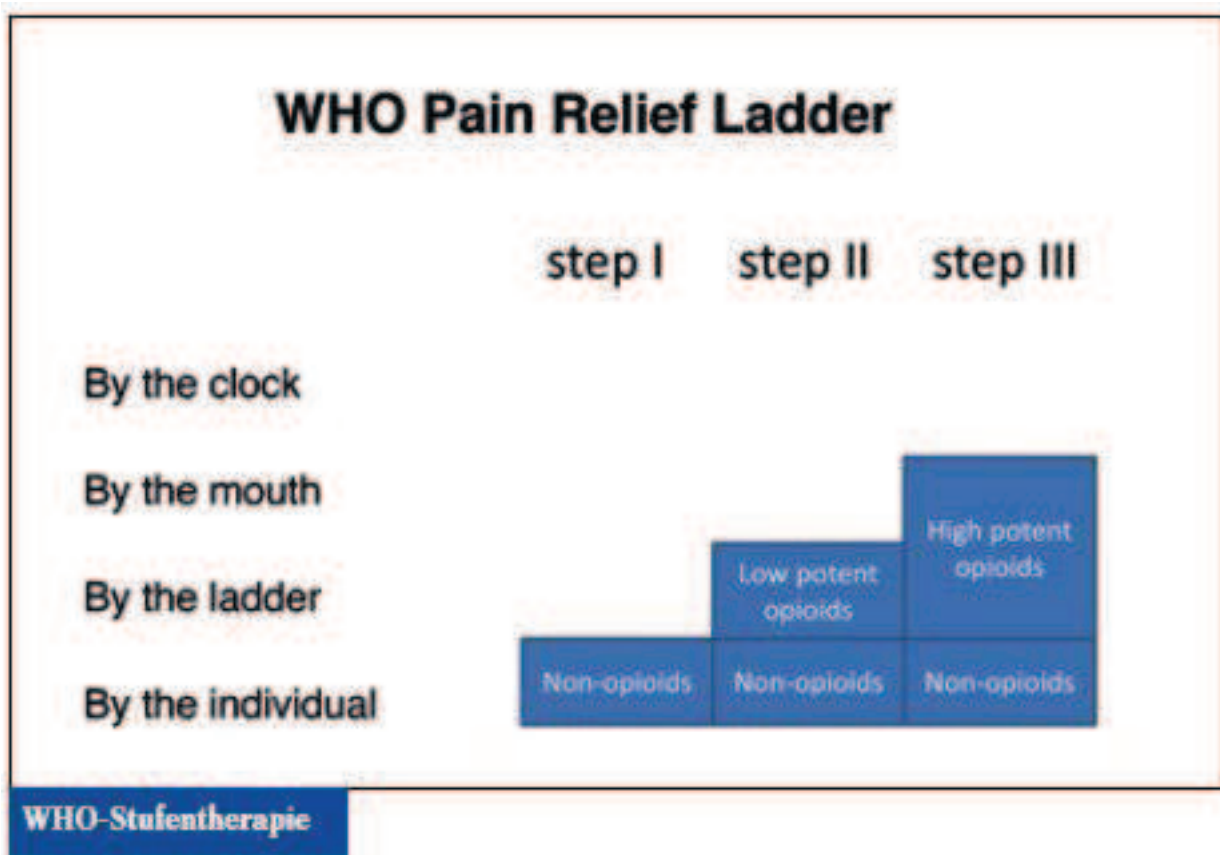 WHO Pain Relief Ladder
step I step II step III
By the clock
By the mouth
By the ladder
By the individual
High potent
opioids
Low potent
opioids
Non-opioids Non-opioids Non-opioids
WHO-Stufentherapie